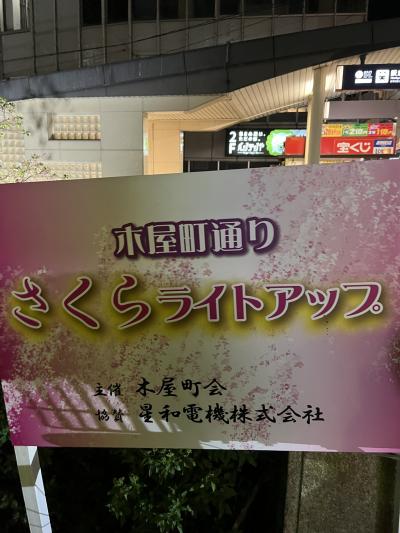 2
F
宝くじ
木屋町通り
さくらライトアップ
主催 木屋町会
協賛 星和電機株式会社